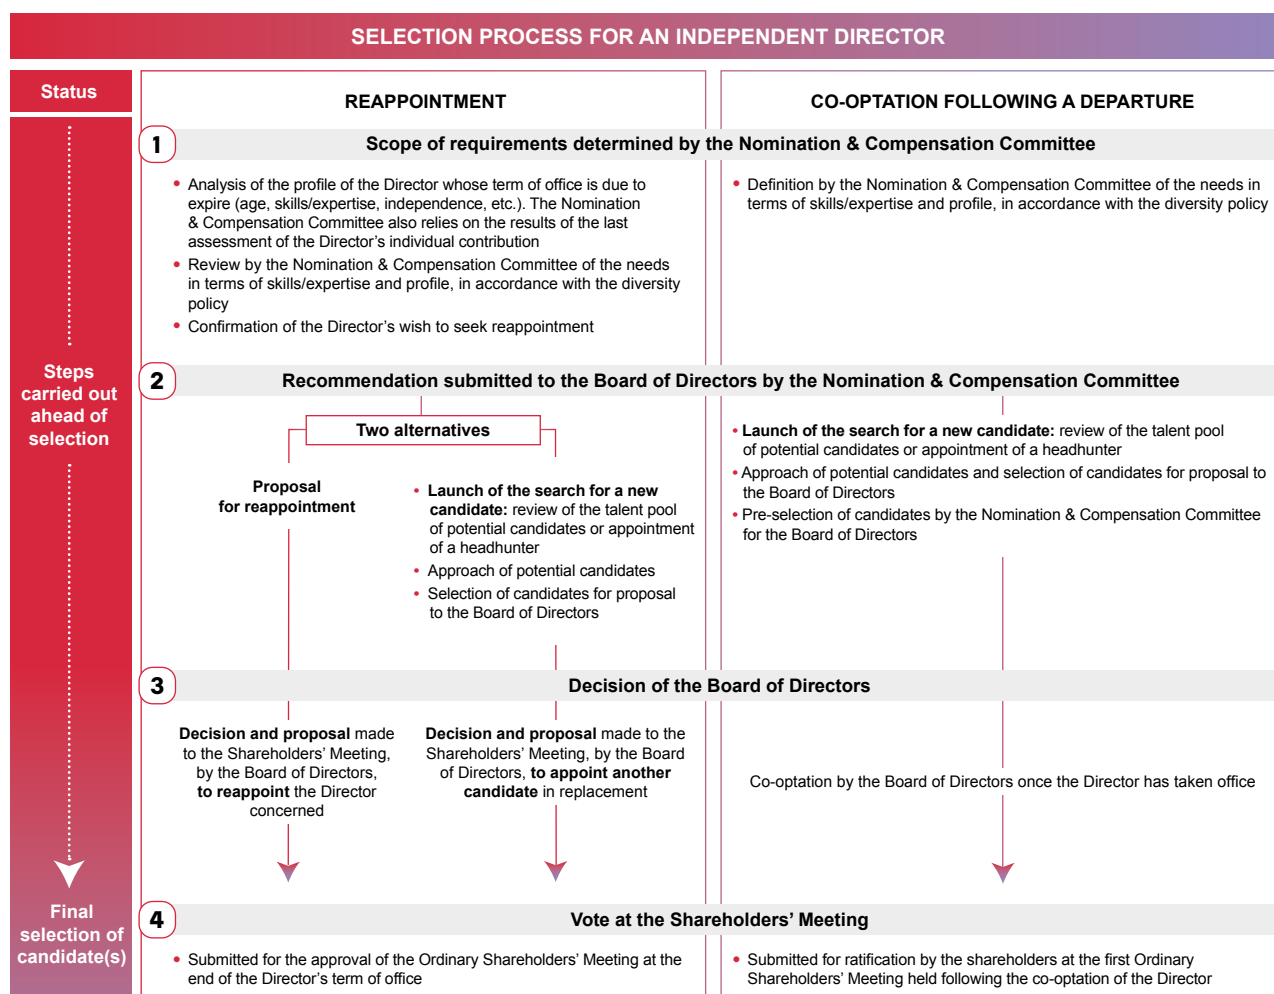 SELECTION PROCESS FOR AN INDEPENDENT DIRECTOR
Status
REAPPOINTMENT
CO-OPTATION FOLLOWING A DEPARTURE
1
Scope of requirements determined by the Nomination & Compensation Committee
• Analysis of the profile of the Director whose term of office is due to
expire (age, skills/expertise, independence, etc.). The Nomination
& Compensation Committee also relies on the results of the last
assessment of the Director's individual contribution
• Review by the Nomination & Compensation Committee of the needs
in terms of skills/expertise and profile, in accordance with the diversity
policy
• Confirmation of the Director's wish to seek reappointment
• Definition by the Nomination & Compensation Committee of the needs in
terms of skills/expertise and profile, in accordance with the diversity policy
Steps
carried out
ahead of
selection
2
Recommendation submitted to the Board of Directors by the Nomination & Compensation Committee
Two alternatives
Proposal
for reappointment
• Launch of the search for a new
candidate: review of the talent pool
of potential candidates or appointment
of a headhunter
• Approach of potential candidates
• Selection of candidates for proposal
to the Board of Directors
• Launch of the search for a new candidate: review of the talent pool
of potential candidates or appointment of a headhunter
• Approach of potential candidates and selection of candidates for proposal to
the Board of Directors
• Pre-selection of candidates by the Nomination & Compensation Committee
for the Board of Directors
3
Decision of the Board of Directors
Decision and proposal made
to the Shareholders' Meeting,
by the Board of Directors,
to reappoint the Director
concerned
Decision and proposal made to the
Shareholders' Meeting, by the Board
of Directors, to appoint another
candidate in replacement
Co-optation by the Board of Directors once the Director has taken office
Final
selection of
candidate(s)
4
Vote at the Shareholders' Meeting
• Submitted for the approval of the Ordinary Shareholders' Meeting at the
end of the Director's term of office
• Submitted for ratification by the shareholders at the first Ordinary
Shareholders' Meeting held following the co-optation of the Director